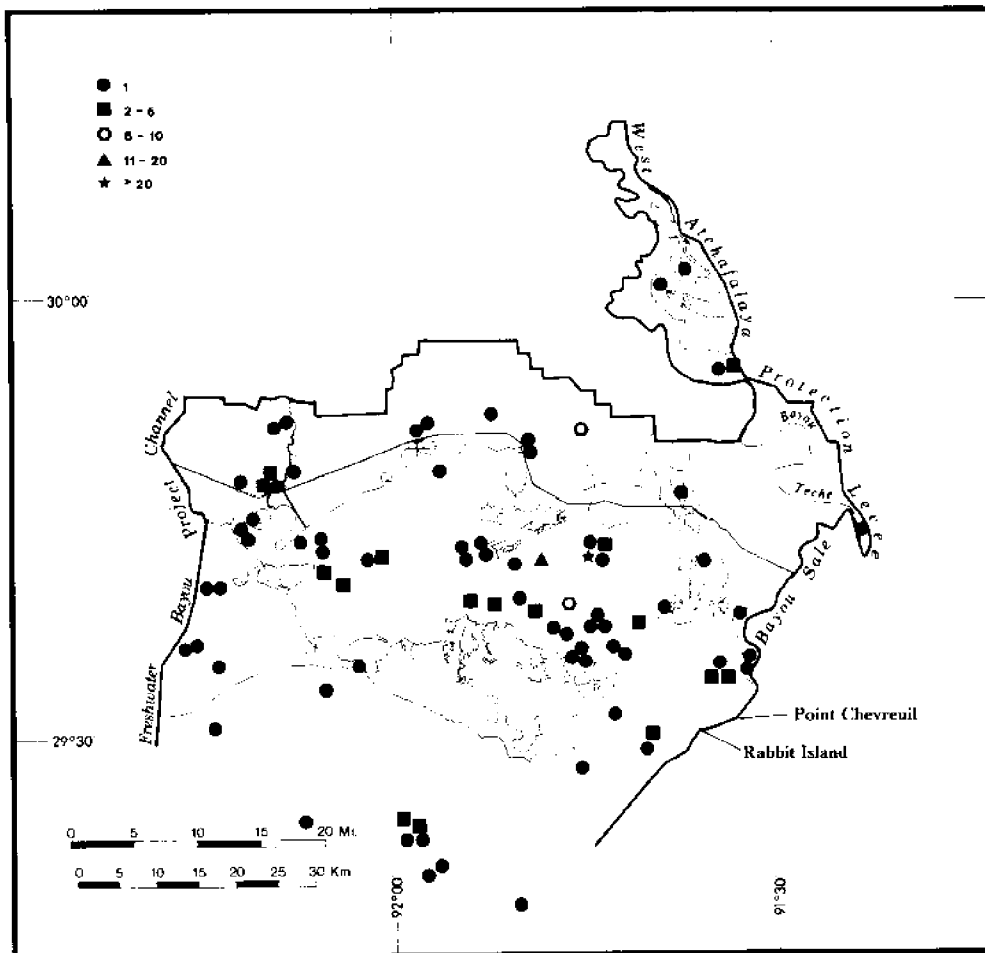 1
2 - 5
6 - 10
11 - 20
> 20
West
Atchafalaya
30°00'
Protection
Bayou
Channel
Teche
Levee
Project
Sale
Bayou
Bayou
Freshwater
Point Chevreuil
29°30'
Rabbit Island
0 5 10 15 20 Mi.
0 5 10 15 20 25 30 Km
92°00
91°30